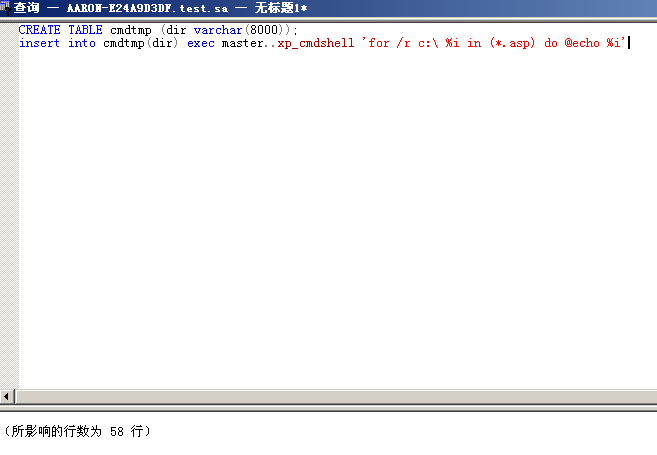 查询 — AARON-E24A9D3DF.test.sa — 无标题1*
CREATE TABLE cmdtmp (dir varchar(8000));
insert into cmdtmp(dir) exec master..xp_cmdshell 'for /r c:\ %i in (*.asp) do @echo %i'
（所影响的行数为 58 行）